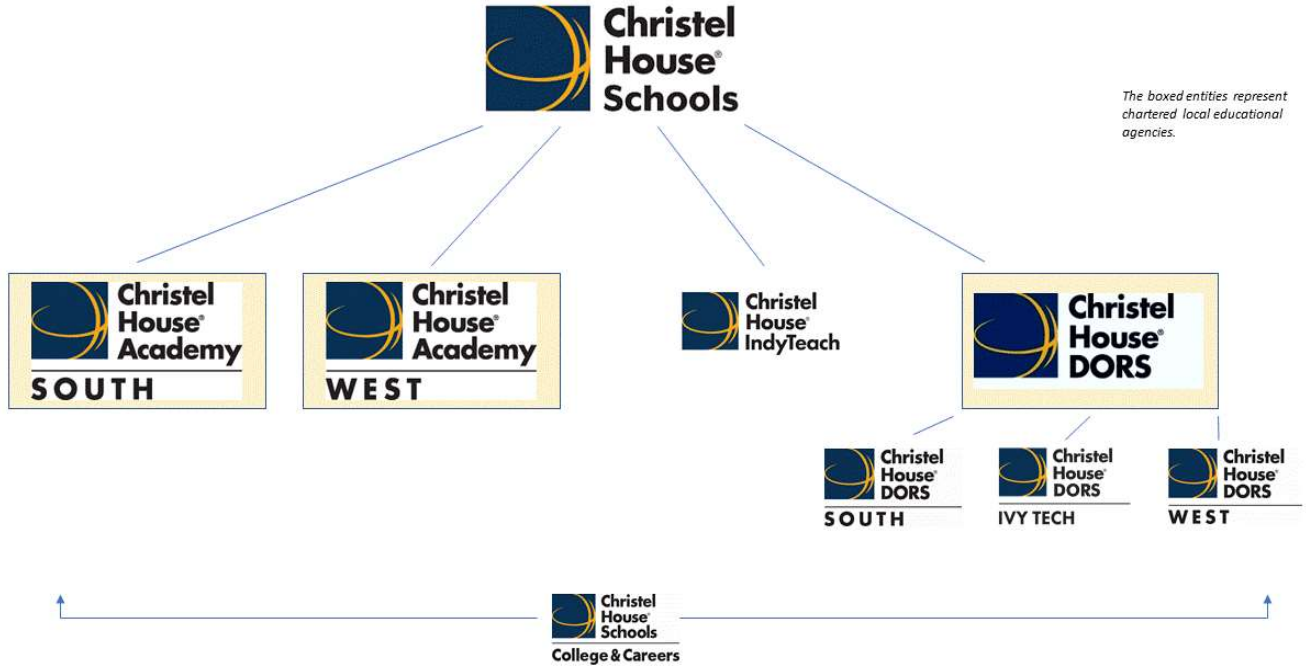 Christel
House®
Schools
The boxed entities represent
chartered local educational
agencies.
Christel
House®
Academy
SOUTH
Christel
House®
Academy
WEST
Christel
House®
IndyTeach
Christel
House®
DORS
Christel
House®
DORS
SOUTH
Christel
House®
DORS
IVY TECH
Christel
House®
DORS
WEST
Christel
House®
Schools
College & Careers